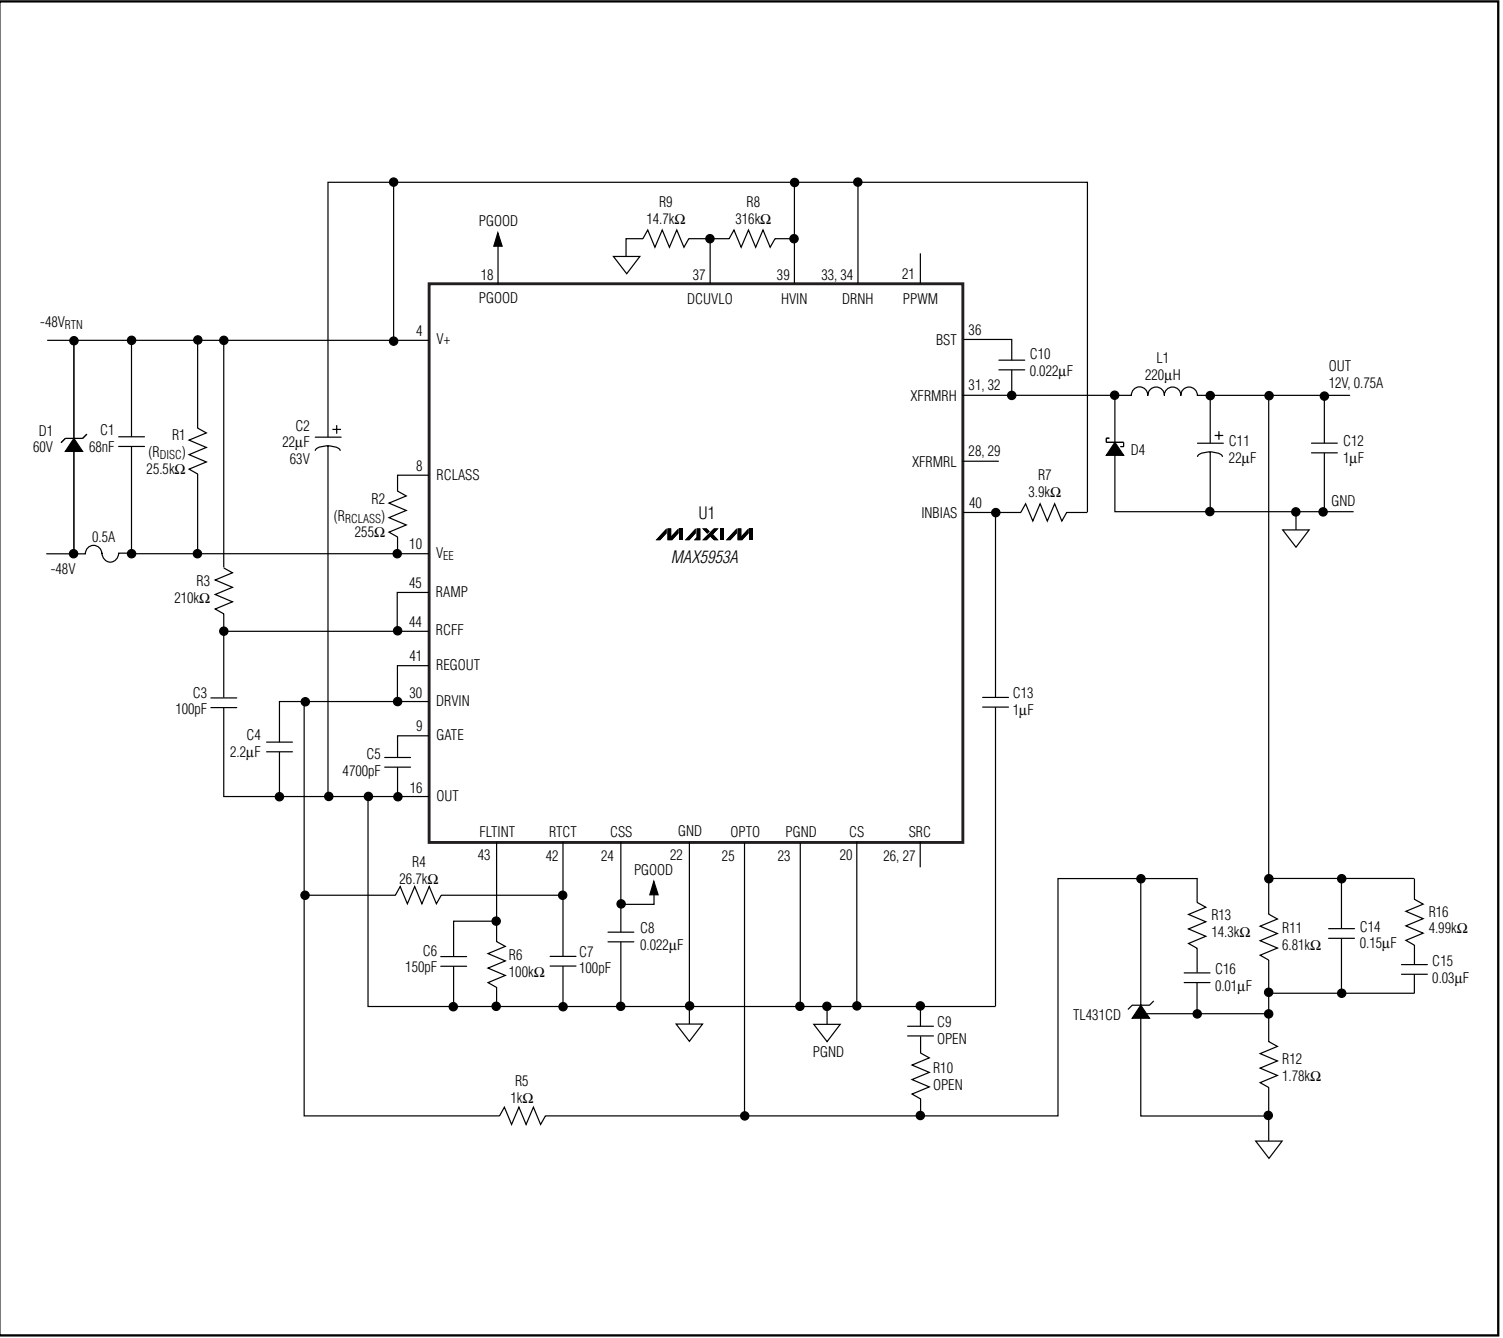 R9
14.7kΩ
R8
316kΩ
PGOOD
18
37
39
33, 34
21
PGOOD
DCUVLO
HVIN
DRNH
PPWM
-48VRTN
4
V+
BST
36
C10
0.022µF
L1
220µH
OUT
12V, 0.75A
XFRMRH
31, 32
D1
60V
C1
68nF
R1
(RDISC)
25.5kΩ
C2
22µF
63V
+
D4
+
C11
22µF
C12
1µF
8
RCLASS
XFRMRL
28, 29
R2
(RRCLASS)
255Ω
R7
3.9kΩ
GND
INBIAS
40
U1
MAXIM
MAX5953A
0.5A
-48V
10
VEE
45
RAMP
R3
210kΩ
44
RCFF
41
REGOUT
C3
100pF
30
DRVIN
C13
1µF
C4
2.2µF
9
GATE
C5
4700pF
16
OUT
FLTINT
RTCT
CSS
GND
OPTO
PGND
CS
SRC
43
42
24
22
25
23
20
26, 27
R4
26.7kΩ
PGOOD
C6
150pF
R6
100kΩ
C7
100pF
C8
0.022µF
R13
14.3kΩ
R11
6.81kΩ
C14
0.15µF
R16
4.99kΩ
C16
0.01µF
C15
0.03µF
TL431CD
C9
OPEN
PGND
R10
OPEN
R12
1.78kΩ
R5
1kΩ